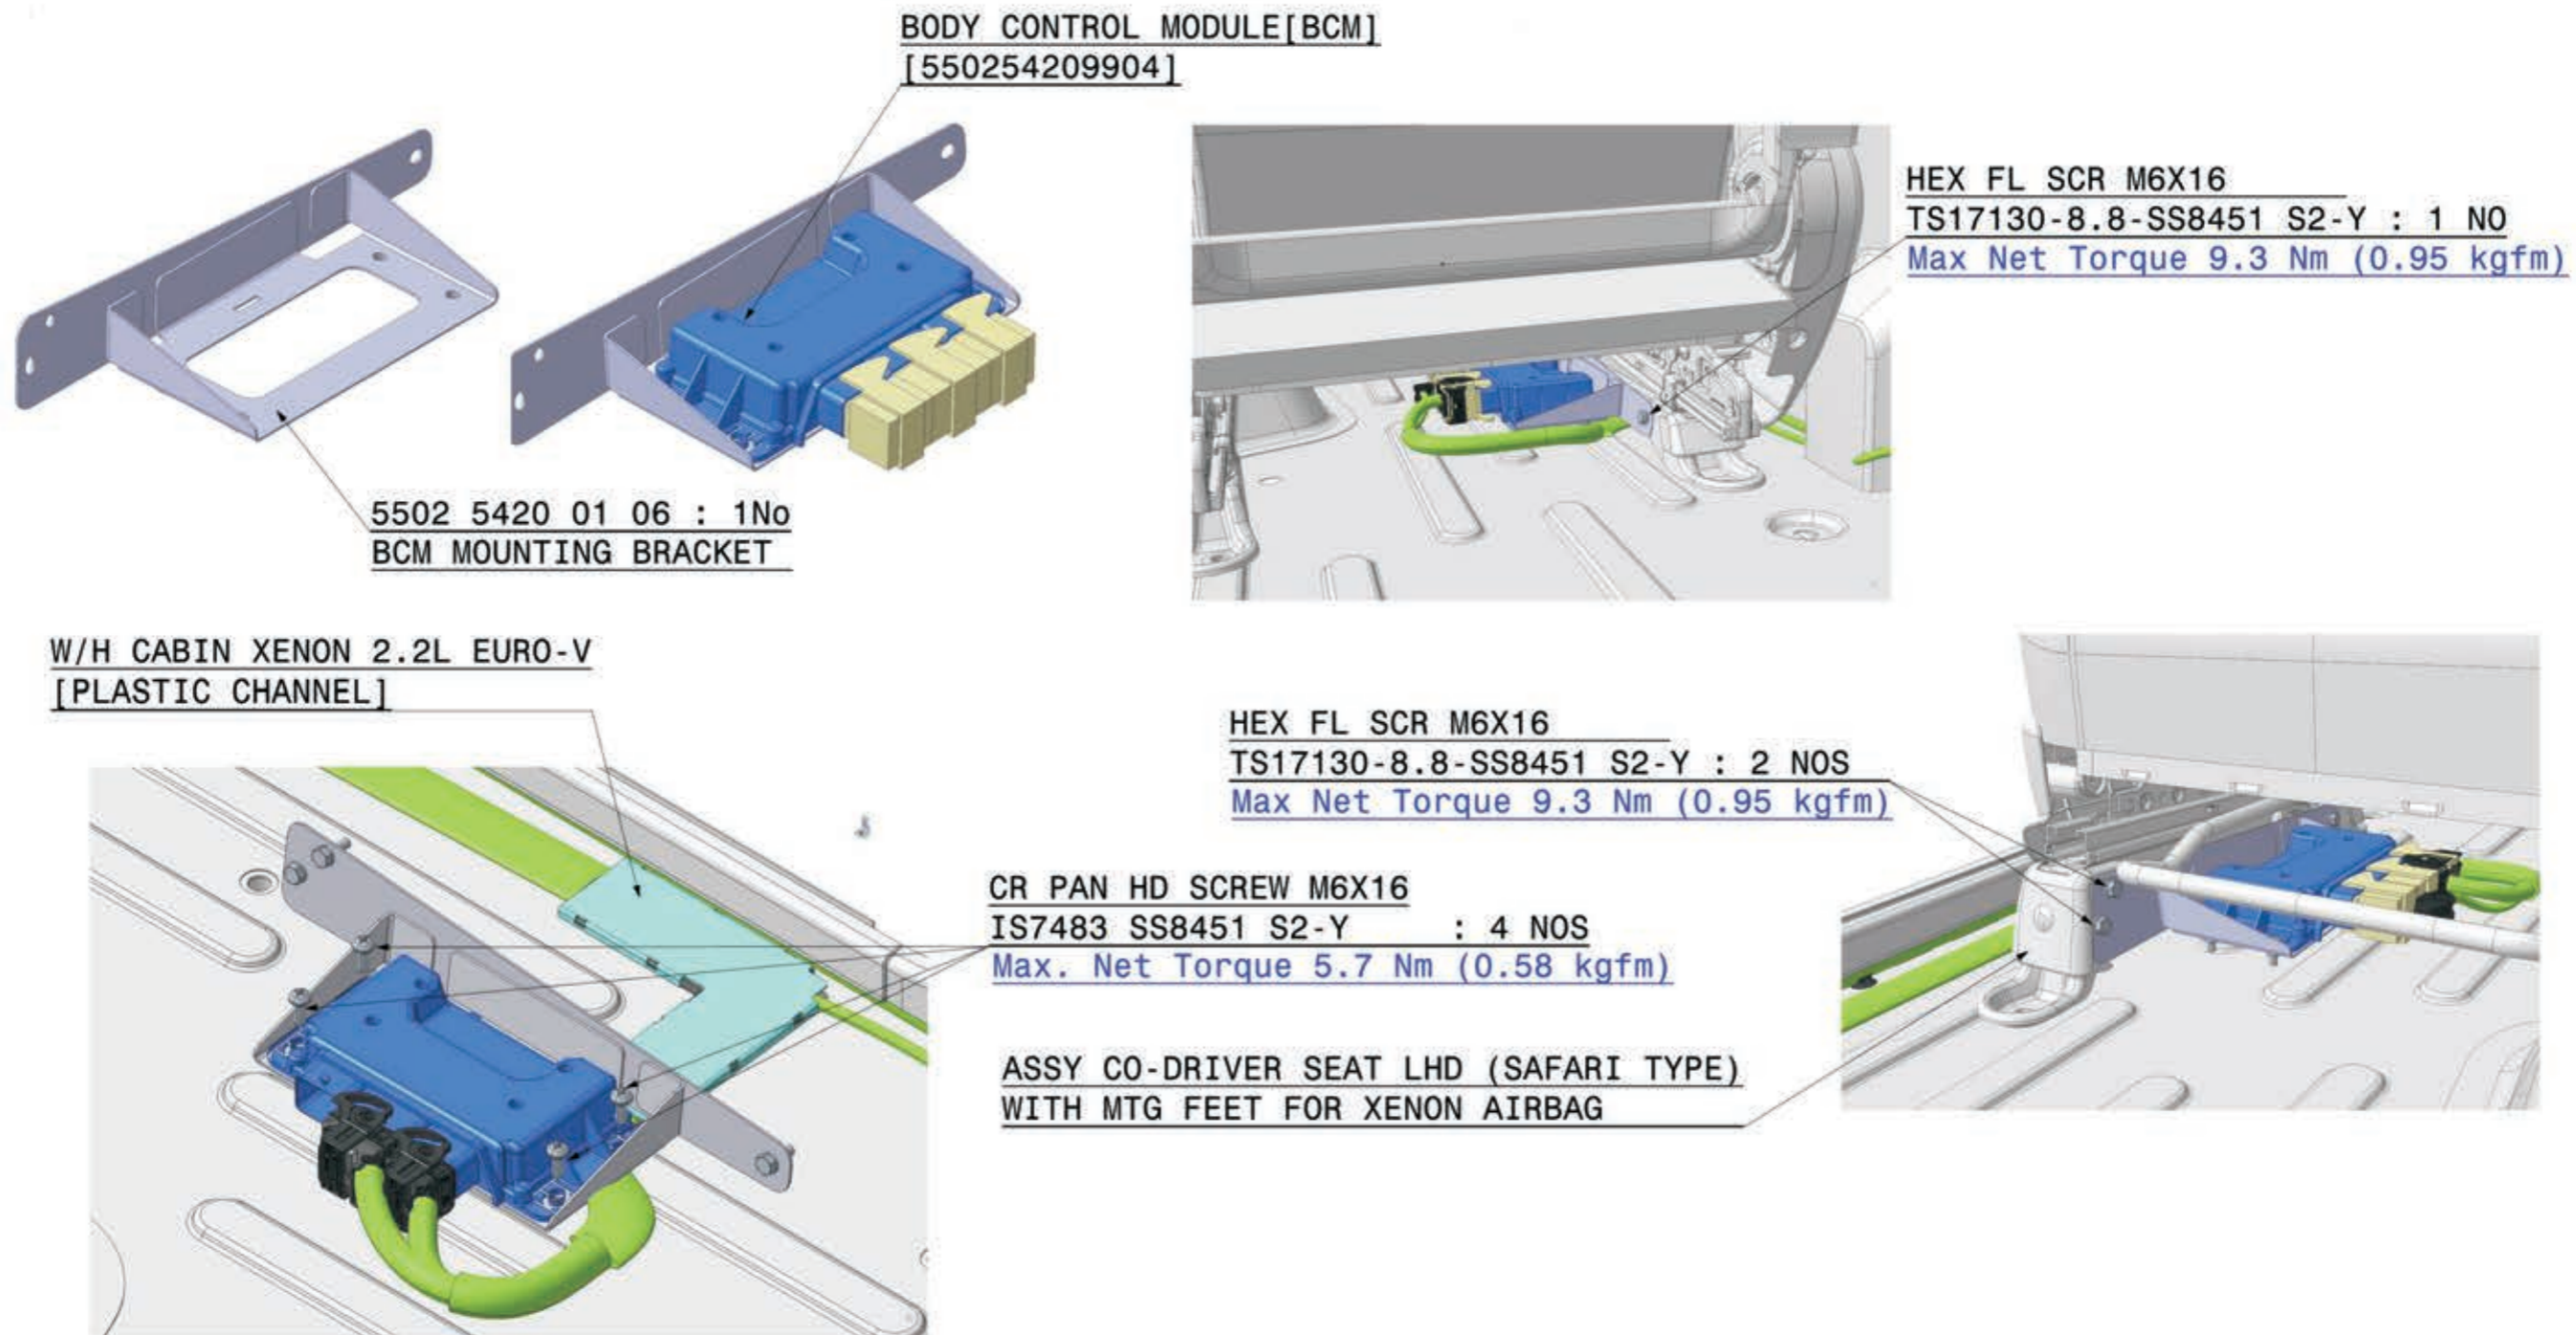 BODY CONTROL MODULE[BCM]
[550254209904]
HEX FL SCR M6X16
TS17130-8.8-SS8451 S2-Y : 1 NO
Max Net Torque 9.3 Nm (0.95 kgfm)
5502 5420 01 06 : 1No
BCM MOUNTING BRACKET
W/H CABIN XENON 2.2L EURO-V
[PLASTIC CHANNEL]
HEX FL SCR M6X16
TS17130-8.8-SS8451 S2-Y : 2 NOS
Max Net Torque 9.3 Nm (0.95 kgfm)
CR PAN HD SCREW M6X16
IS7483 SS8451 S2-Y : 4 NOS
Max. Net Torque 5.7 Nm (0.58 kgfm)
ASSY CO-DRIVER SEAT LHD (SAFARI TYPE)
WITH MTG FEET FOR XENON AIRBAG